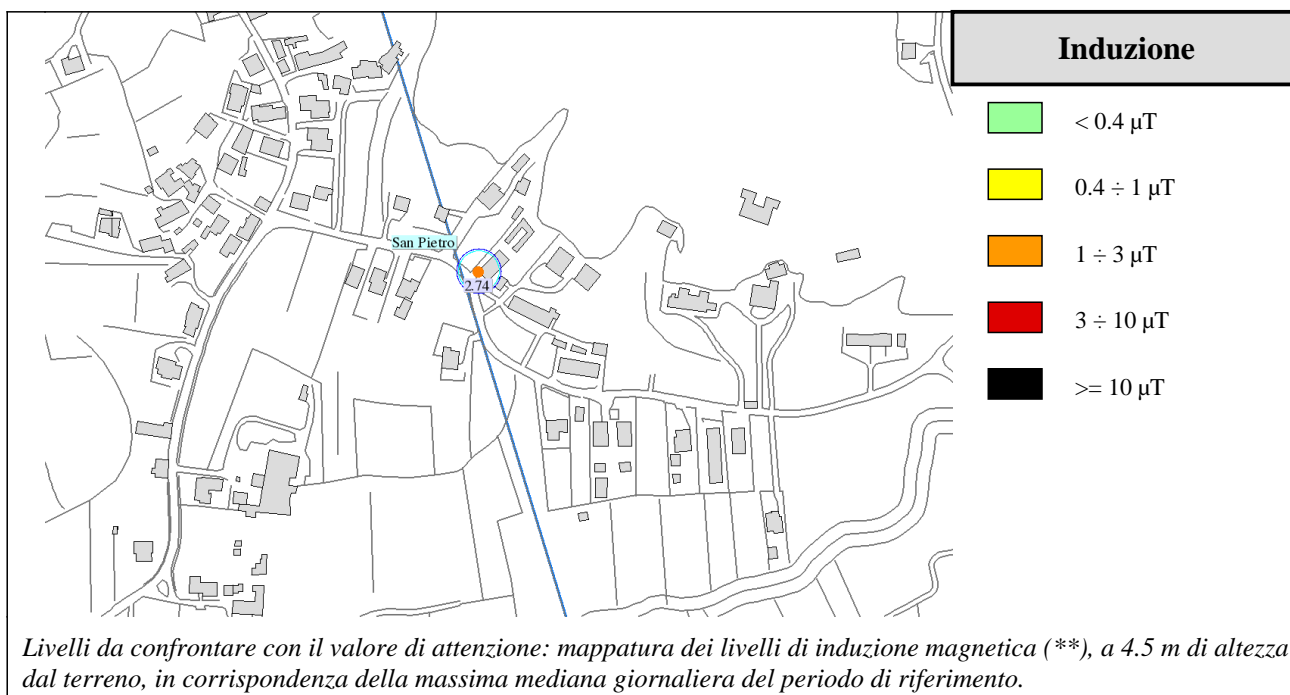 Induzione
< 0.4 µT
0.4 ÷ 1 µT
1 ÷ 3 µT
3 ÷ 10 µT
>= 10 µT
San Pietro
2.74
Livelli da confrontare con il valore di attenzione: mappatura dei livelli di induzione magnetica (**), a 4.5 m di altezza
dal terreno, in corrispondenza della massima mediana giornaliera del periodo di riferimento.